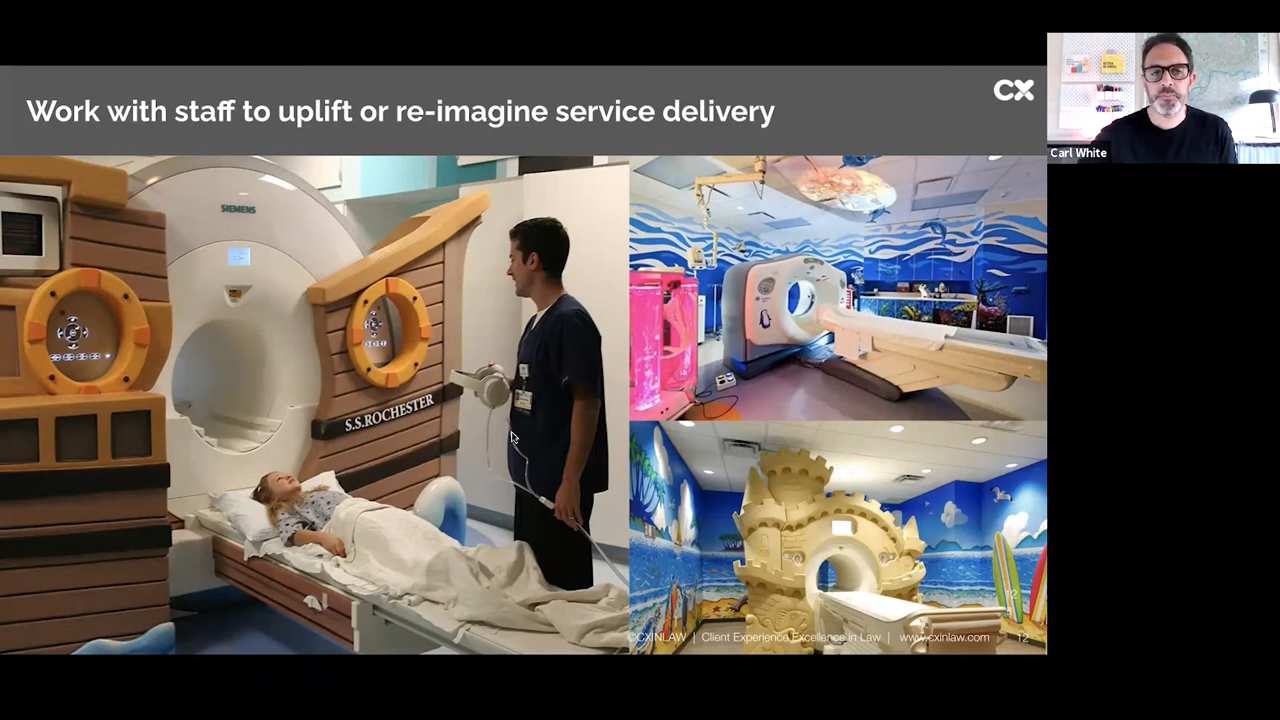 Work with staff to uplift or re-imagine service delivery
CX
Carl White
SIEMENS
S.S.ROCHESTER
©CXINLAW | Client Experience Excellence in Law | www.cxinlaw.com | 12